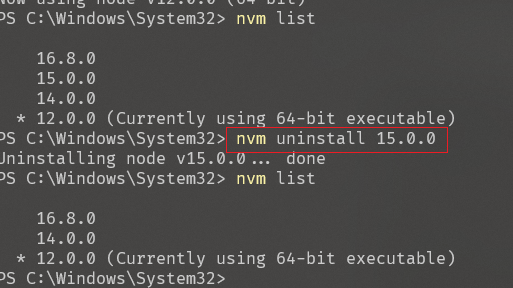 Now using node v12.0.0 (64-bit)
PS C:\Windows\System32> nvm list
16.8.0
15.0.0
14.0.0
* 12.0.0 (Currently using 64-bit executable)
PS C:\Windows\System32> nvm uninstall 15.0.0
Uninstalling node v15.0.0... done
PS C:\Windows\System32> nvm list
16.8.0
14.0.0
* 12.0.0 (Currently using 64-bit executable)
PS C:\Windows\System32>